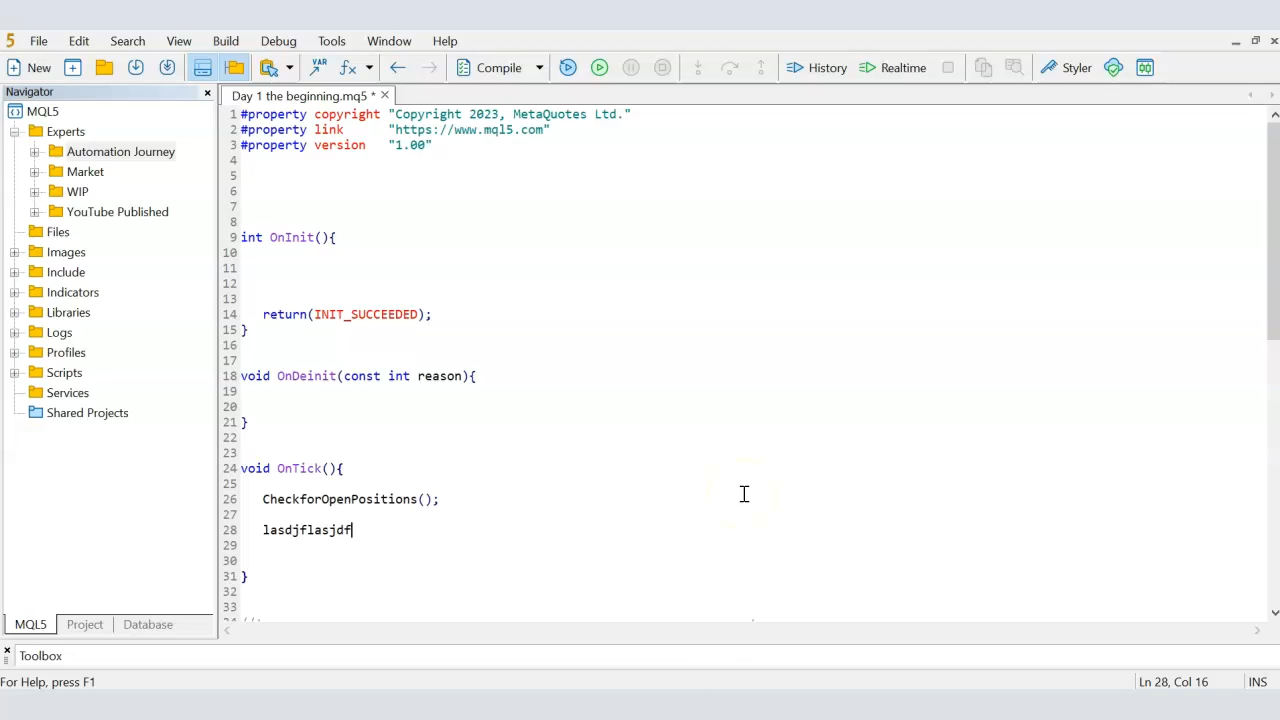 5 File Edit Search View Build Debug Tools Window Help
New VAR fx Compile History Realtime Styler
Navigator
MQL5
Experts
Automation Journey
Market
WIP
YouTube Published
Files
Images
Include
Indicators
Libraries
Logs
Profiles
Scripts
Services
Shared Projects
MQL5 Project Database
Day 1 the beginning.mq5 *
1 #property copyright "Copyright 2023, MetaQuotes Ltd."
2 #property link "https://www.mql5.com"
3 #property version "1.00"
4
5
6
7
8
9 int OnInit(){
10
11
12
13
14 return(INIT_SUCCEEDED);
15 }
16
17
18 void OnDeinit(const int reason){
19
20
21 }
22
23
24 void OnTick(){
25
26 CheckforOpenPositions();
27
28 lasdjflasjdf
29
30
31 }
32
33
Toolbox
For Help, press F1 Ln 28, Col 16 INS